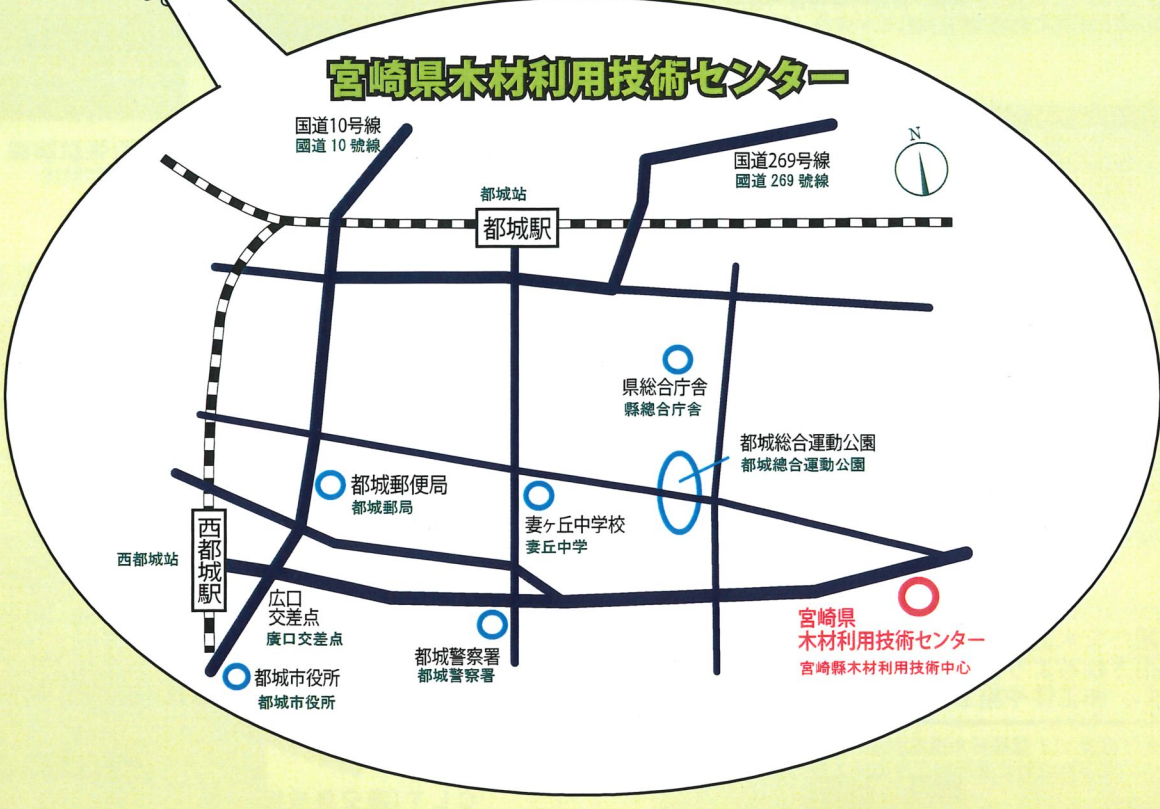 宮崎県木材利用技術センター
国道10号線
國道 10 號線
国道269号線
國道 269 號線
N
都城站
都城駅
県総合庁舎
縣總合庁舎
都城総合運動公園
都城總合運動公園
都城郵便局
都城郵局
妻ヶ丘中学校
妻丘中学
西都城站
西都城駅
広口
交差点
廣口交差点
都城警察署
都城警察署
宮崎県
木材利用技術センター
宮崎縣木材利用技術中心
都城市役所
都城市役所